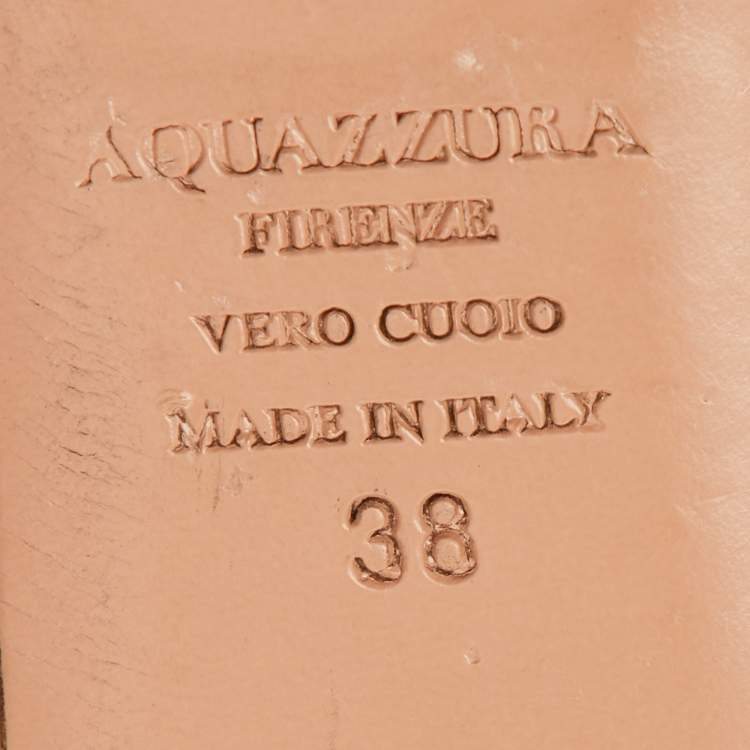 AQUAZZURA
FIRENZE
VERO CUOIO
MADE IN ITALY
38